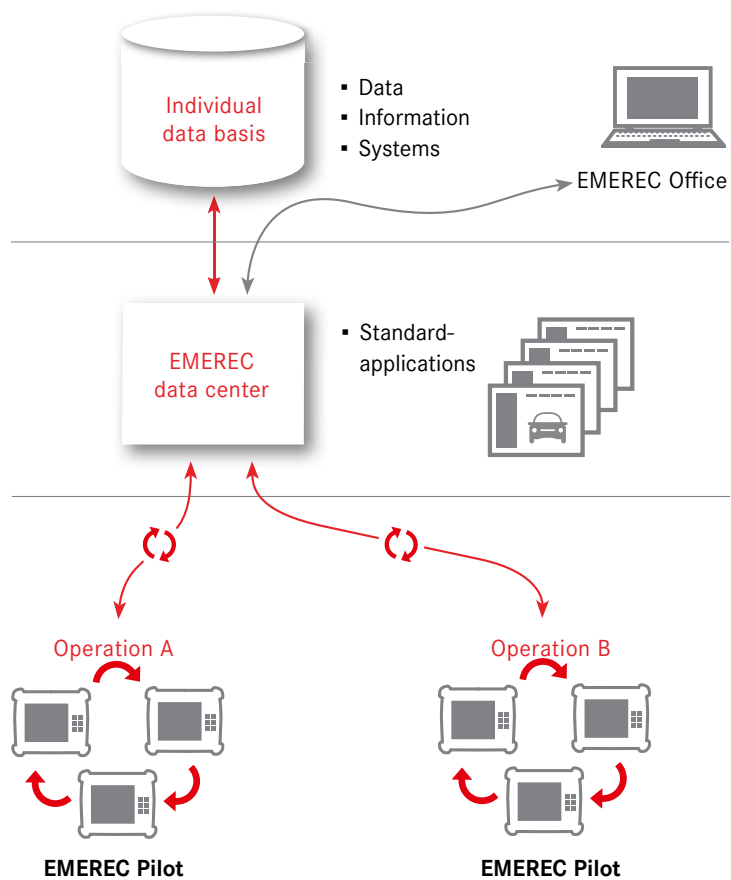 Individual
data basis
▪ Data
▪ Information
▪ Systems
EMEREC Office
EMEREC
data center
▪ Standard-
applications
Operation A
Operation B
EMEREC Pilot
EMEREC Pilot